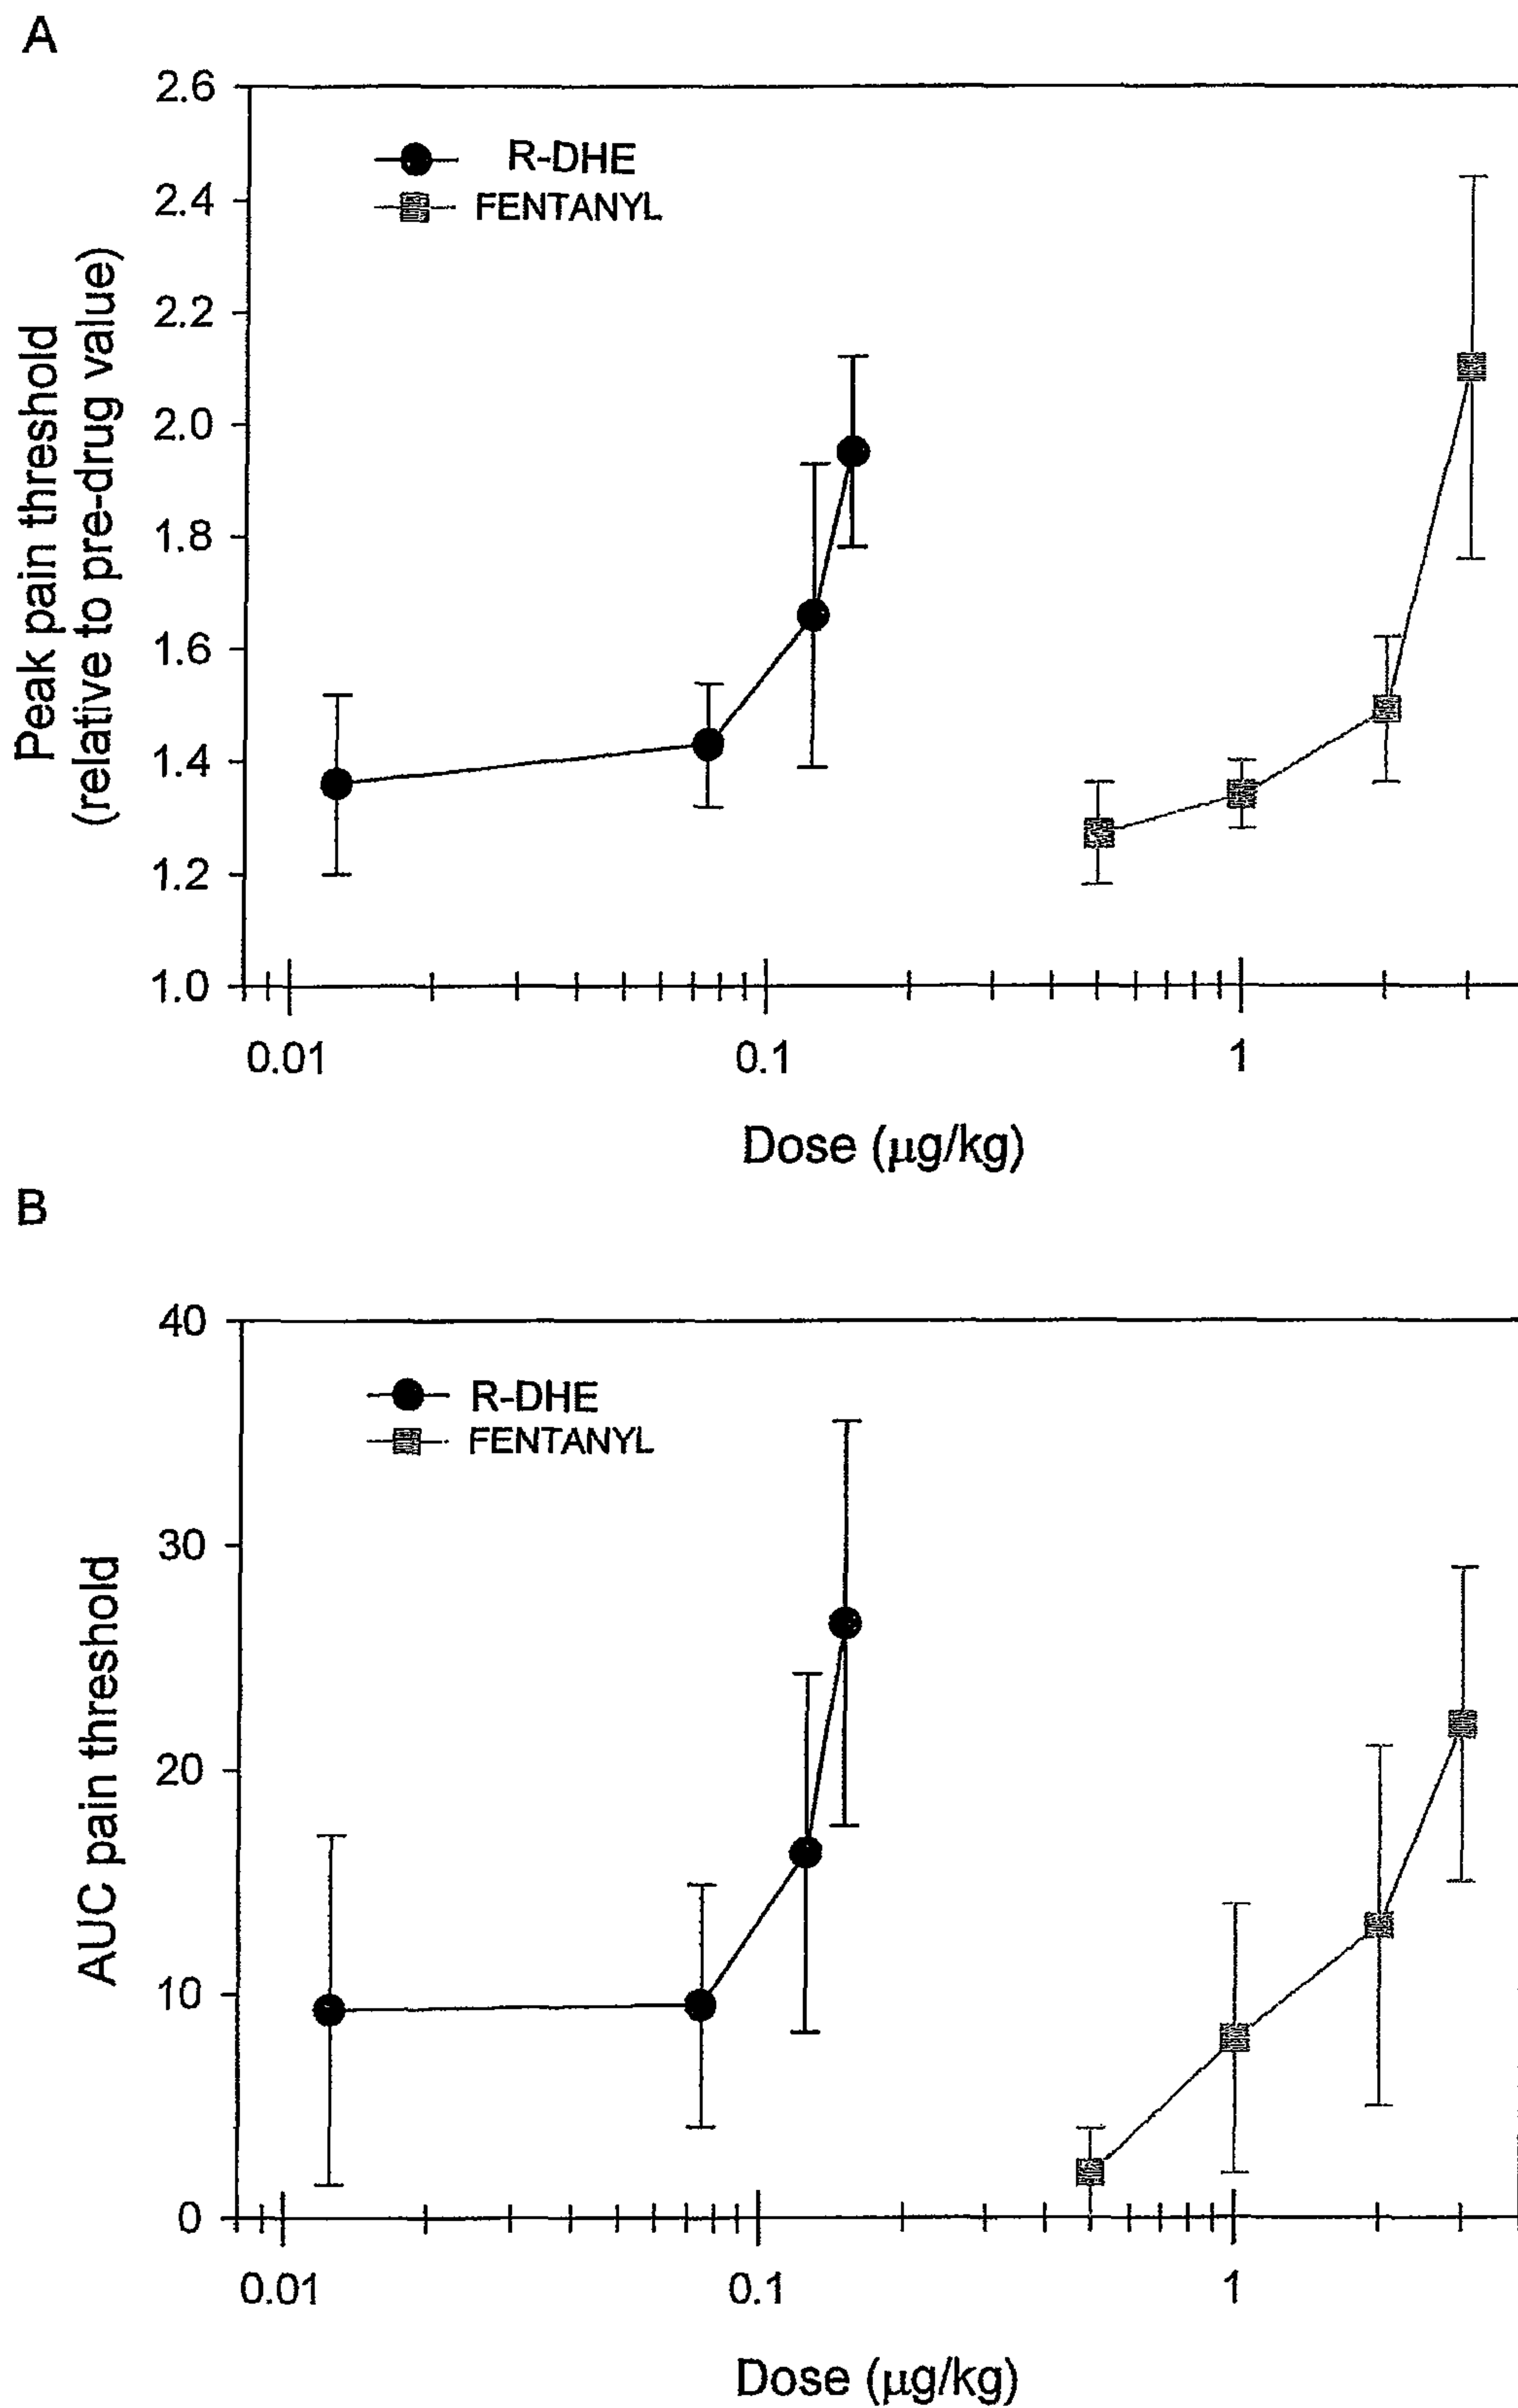 A
2.6
R-DHE
FENTANYL
2.4
2.2
2.0
1.8
1.6
1.4
1.2
1.0
Peak pain threshold
(relative to pre-drug value)
0.01 0.1 1
Dose (μg/kg)
B
40
R-DHE
FENTANYL
30
20
10
0
AUC pain threshold
0.01 0.1 1
Dose (μg/kg)